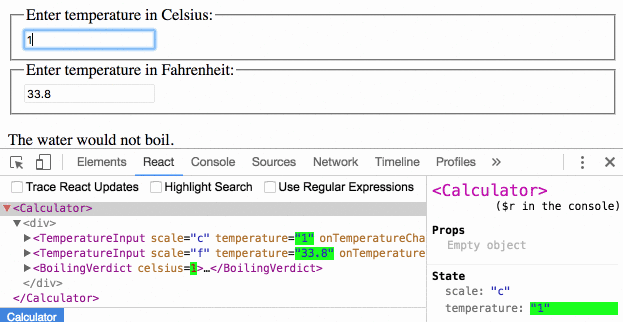 Enter temperature in Celsius:
1
Enter temperature in Fahrenheit:
33.8
The water would not boil.
Elements React Console Sources Network Timeline Profiles »
Trace React Updates Highlight Search Use Regular Expressions
<Calculator>
<div>
<TemperatureInput scale="c" temperature="1" onTemperatureCha
<TemperatureInput scale="f" temperature="33.8" onTemperature
<BoilingVerdict celsius=1>…</BoilingVerdict>
</div>
</Calculator>
Calculator
<Calculator>
($r in the console)
Props
Empty object
State
scale: "c"
temperature: "1"